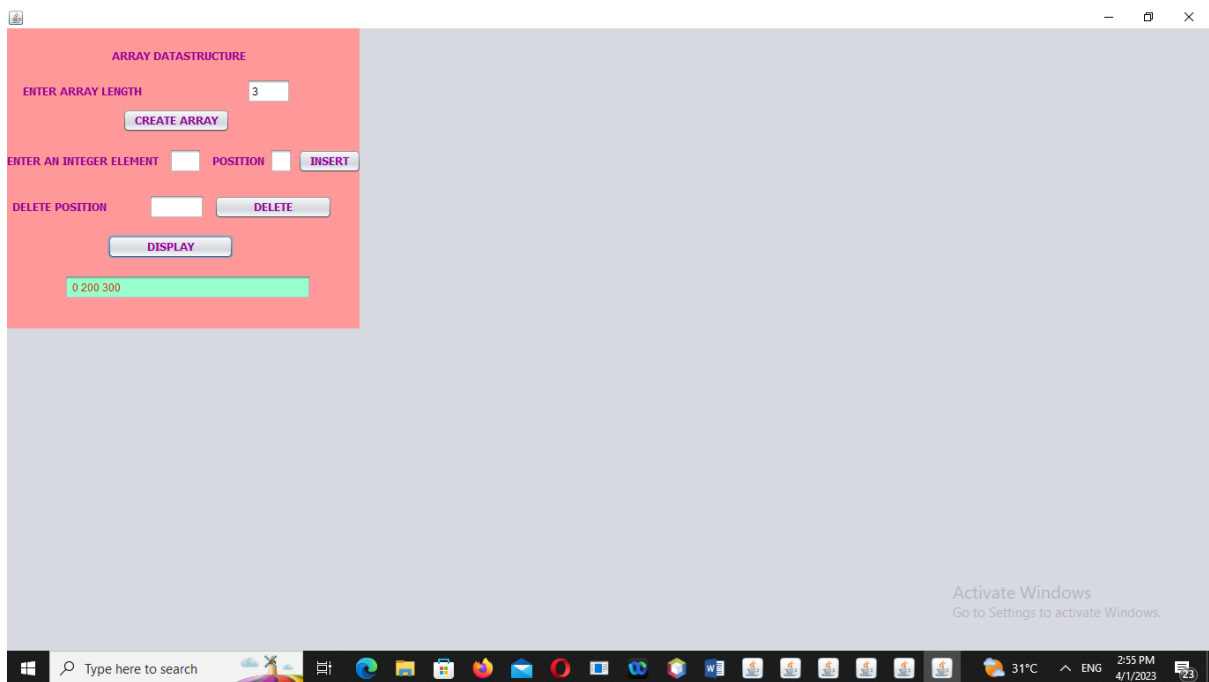 ARRAY DATASTRUCTURE
ENTER ARRAY LENGTH 3
CREATE ARRAY
ENTER AN INTEGER ELEMENT POSITION INSERT
DELETE POSITION DELETE
DISPLAY
0 200 300
Activate Windows
Go to Settings to activate Windows.
Type here to search 31°C ENG 2:55 PM
4/1/2023 23